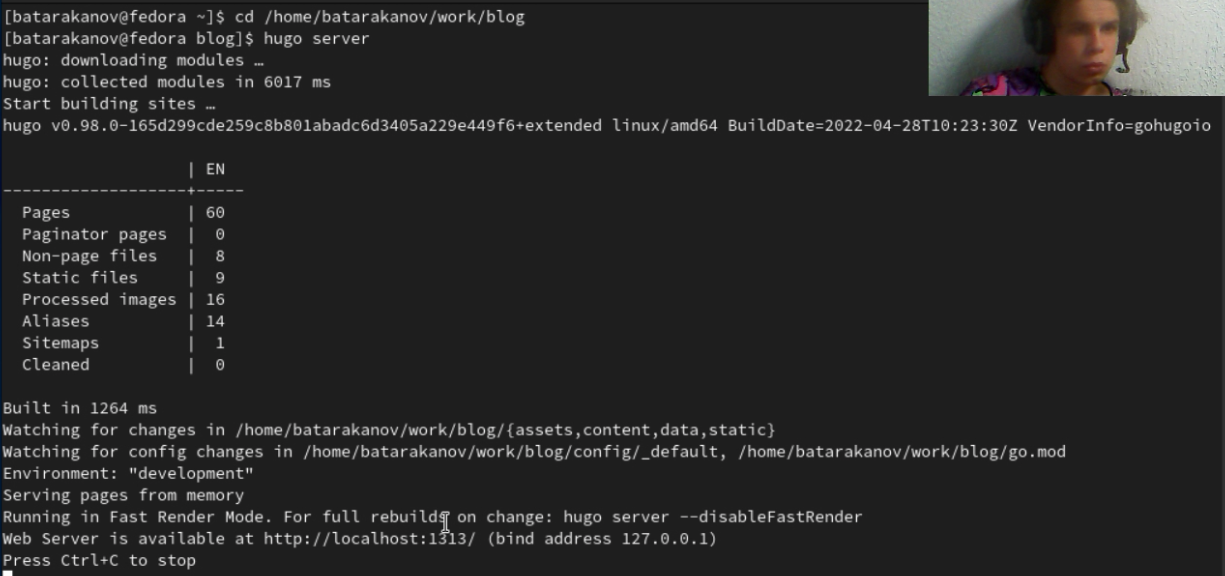 [batarakanov@fedora ~]$ cd /home/batarakanov/work/blog
[batarakanov@fedora blog]$ hugo server
hugo: downloading modules …
hugo: collected modules in 6017 ms
Start building sites …
hugo v0.98.0-165d299cde259c8b801abadc6d3405a229e449f6+extended linux/amd64 BuildDate=2022-04-28T10:23:30Z VendorInfo=gohugoio
| EN
-------------------+-----
Pages | 60
Paginator pages | 0
Non-page files | 8
Static files | 9
Processed images | 16
Aliases | 14
Sitemaps | 1
Cleaned | 0
Built in 1264 ms
Watching for changes in /home/batarakanov/work/blog/{assets,content,data,static}
Watching for config changes in /home/batarakanov/work/blog/config/_default, /home/batarakanov/work/blog/go.mod
Environment: "development"
Serving pages from memory
Running in Fast Render Mode. For full rebuilds on change: hugo server --disableFastRender
Web Server is available at http://localhost:1313/ (bind address 127.0.0.1)
Press Ctrl+C to stop